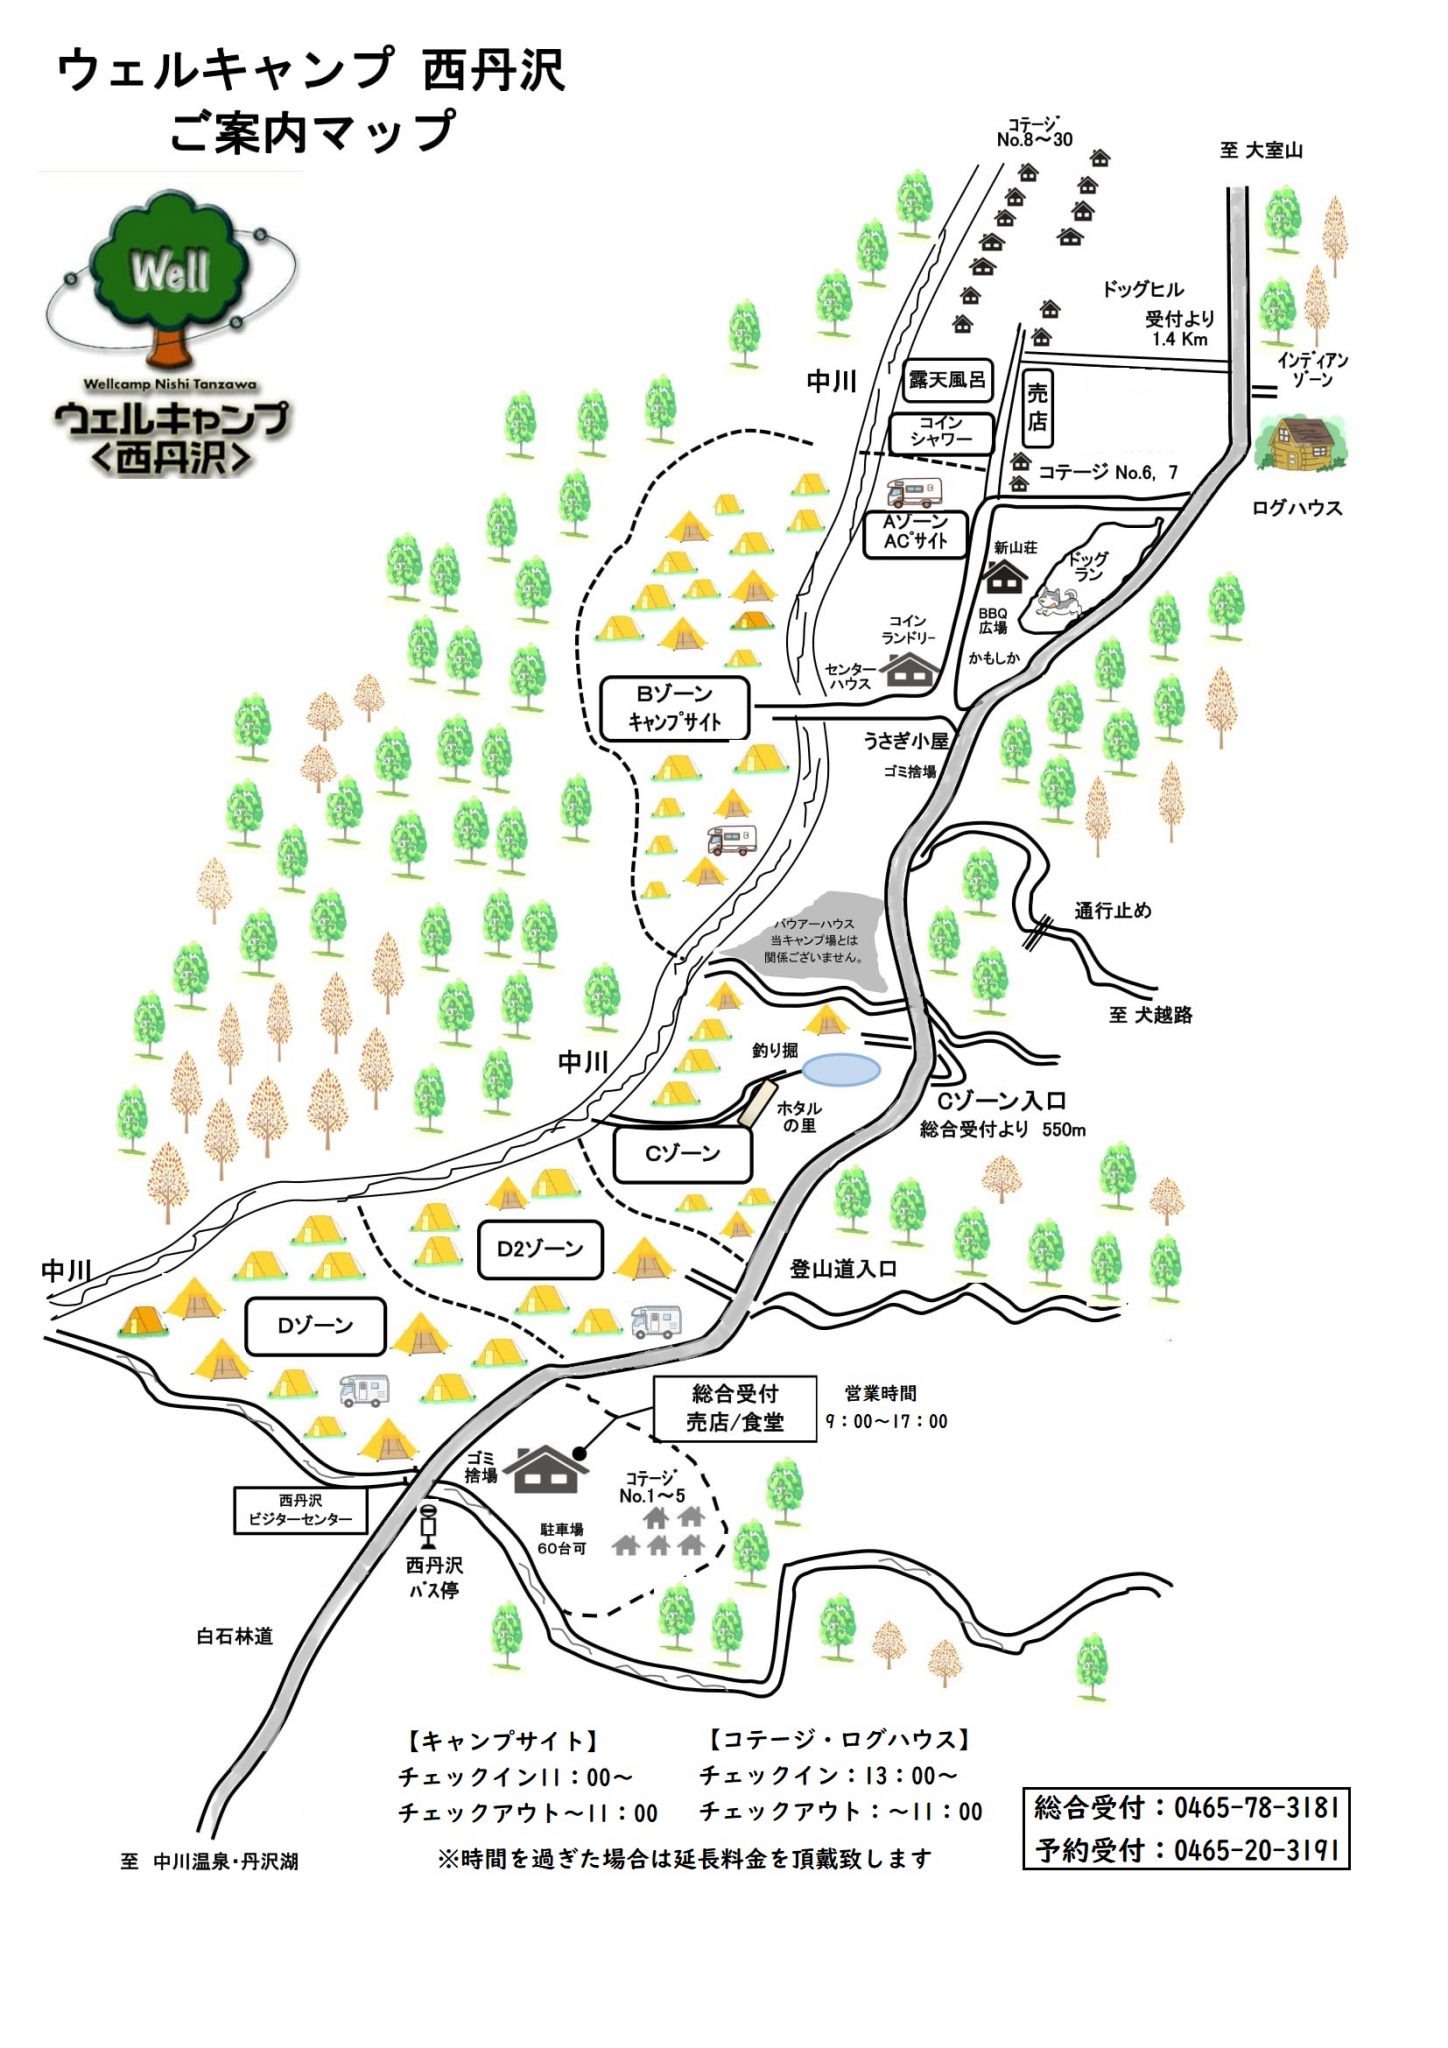 ウェルキャンプ 西丹沢
ご案内マップ
Well
Wellcamp Nishi Tanzawa
ウェルキャンプ
<西丹沢>
コテージ
No.8～30
至 大室山
ドッグヒル
受付より
1.4 Km
インディアン
ゾーン
中川
露天風呂
売店
コイン
シャワー
コテージ No.6, 7
ログハウス
Aゾーン
ACサイト
新山荘
ドッグ
ラン
BBQ
広場
コイン
ランドリー
かもしか
センター
ハウス
Bゾーン
キャンプサイト
うさぎ小屋
ゴミ捨場
バウアーハウス
当キャンプ場とは
関係ございません。
通行止め
至 犬越路
中川
釣り掘
ホタル
の里
Cゾーン入口
総合受付より 550m
Cゾーン
D2ゾーン
登山道入口
中川
Dゾーン
総合受付
売店/食堂
営業時間
9：00～17：00
ゴミ
捨場
コテージ
No.1～5
西丹沢
ビジターセンター
駐車場
60台可
西丹沢
バス停
白石林道
至 中川温泉・丹沢湖
【キャンプサイト】
チェックイン11：00～
チェックアウト～11：00
【コテージ・ログハウス】
チェックイン：13：00～
チェックアウト：～11：00
※時間を過ぎた場合は延長料金を頂戴致します
総合受付：0465-78-3181
予約受付：0465-20-3191